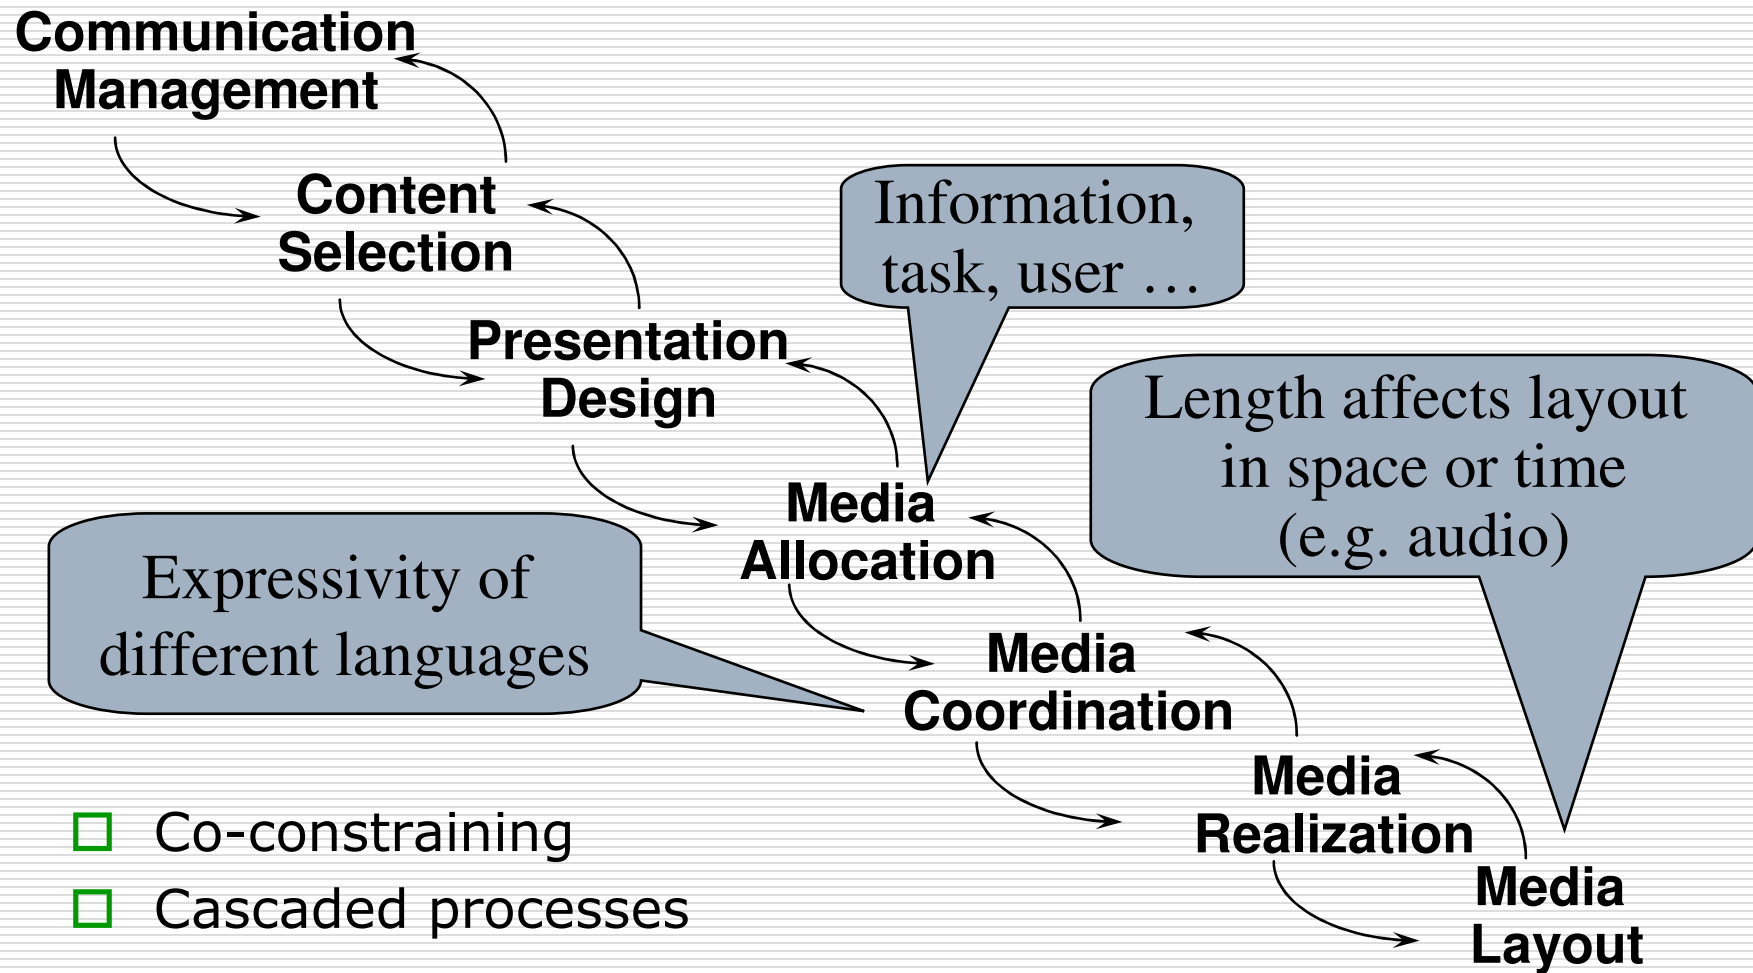 Communication
Management
Content
Selection
Information,
task, user …
Presentation
Design
Length affects layout
in space or time
(e.g. audio)
Media
Allocation
Expressivity of
different languages
Media
Coordination
Media
Realization
Co-constraining
Cascaded processes
Media
Layout